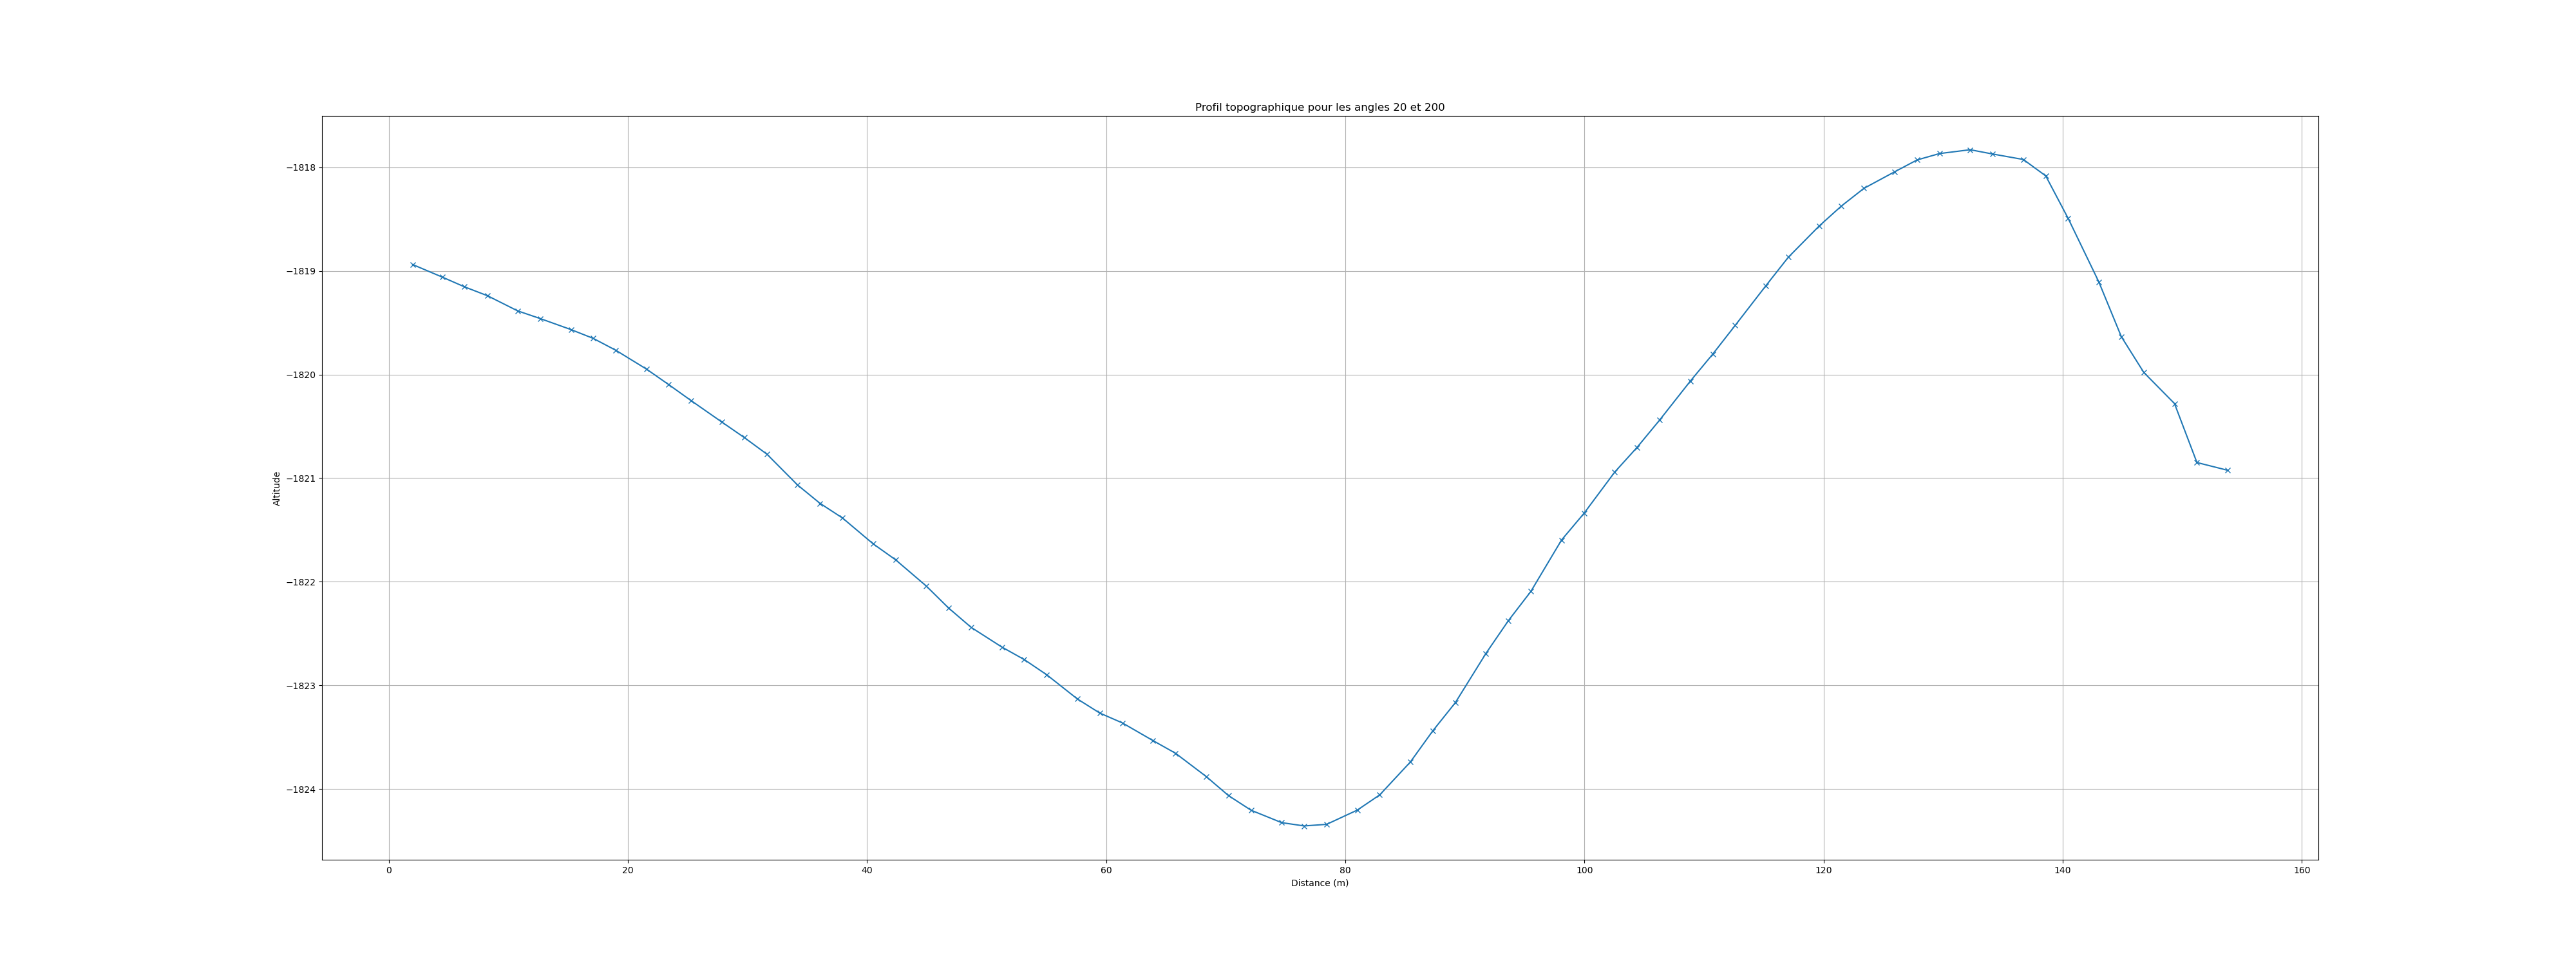 Profil topographique pour les angles 20 et 200
−1818
−1819
−1820
−1821
−1822
−1823
−1824
Altitude
0 20 40 60 80 100 120 140 160
Distance (m)